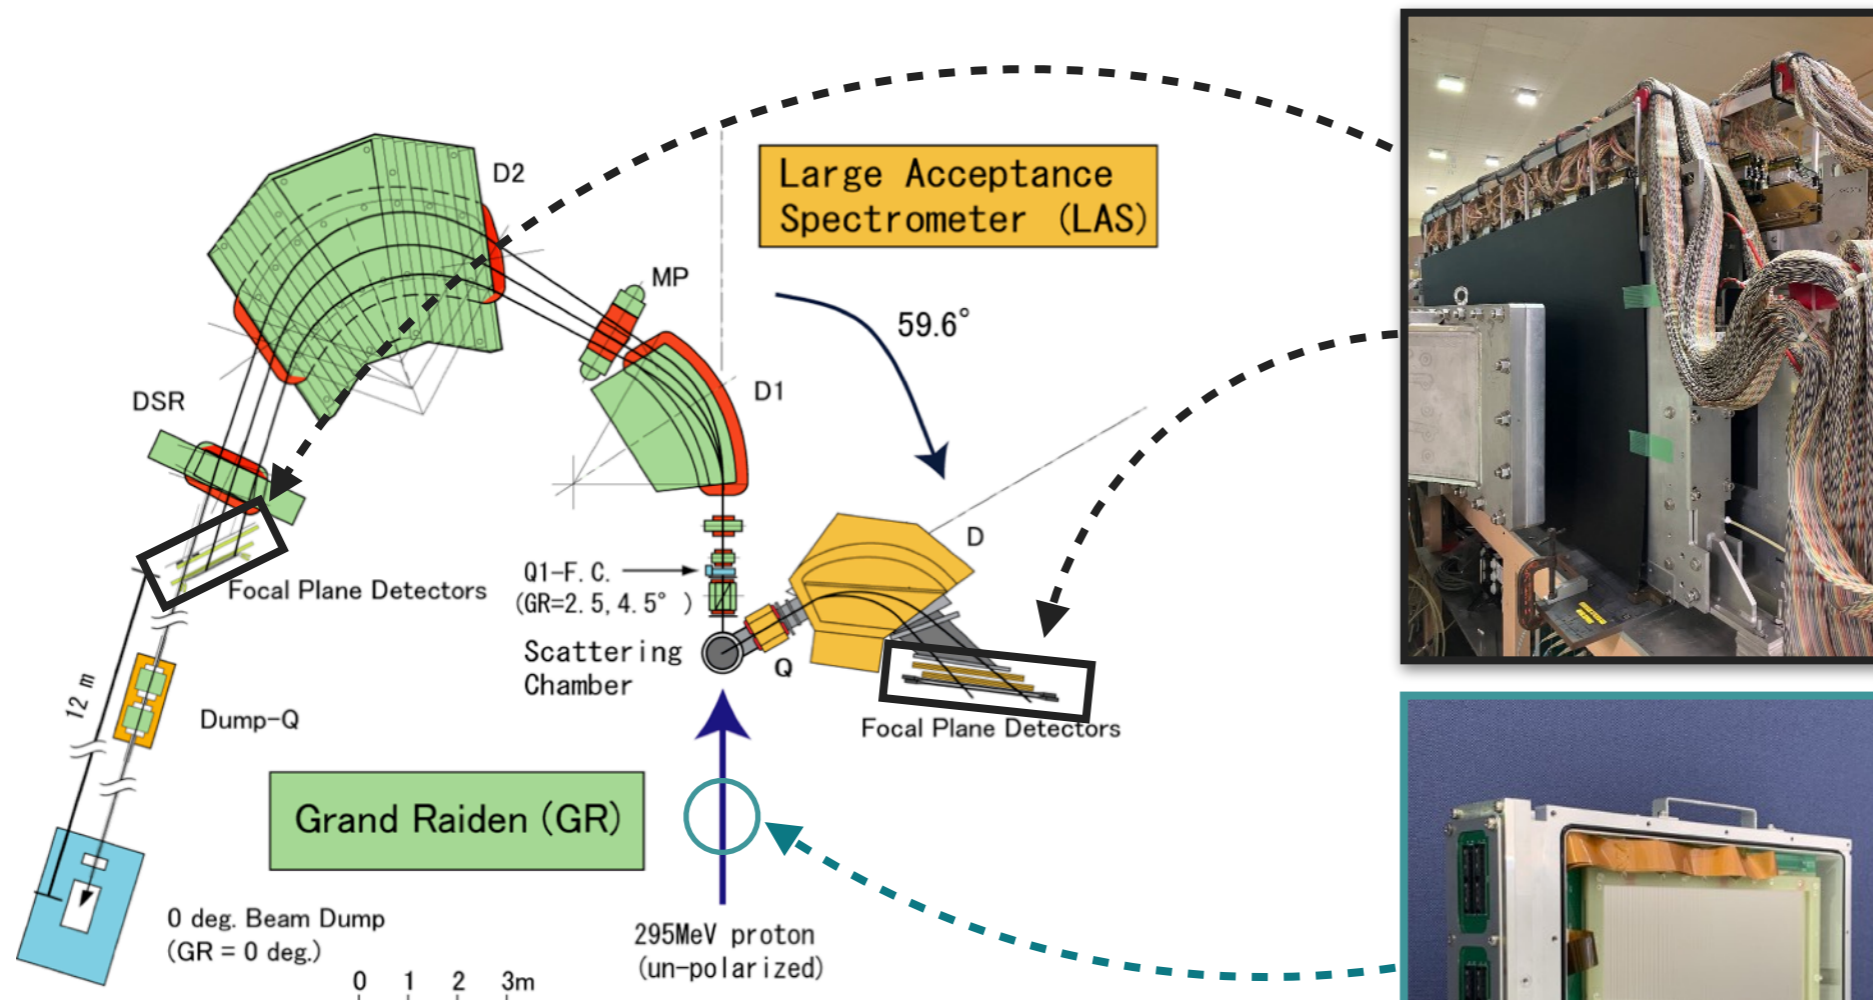 D2
Large Acceptance
Spectrometer (LAS)
MP
59.6°
D1
DSR
D
Q1-F.C.
(GR=2.5,4.5°)
Focal Plane Detectors
Scattering
Chamber
Q
12 m
Dump-Q
Focal Plane Detectors
Grand Raiden (GR)
0 deg. Beam Dump
(GR = 0 deg.)
295MeV proton
(un-polarized)
0 1 2 3m